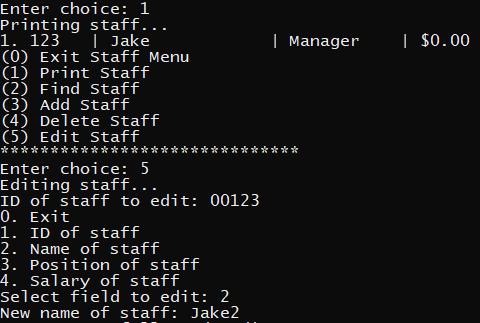 Enter choice: 1
Printing staff...
1. 123   | Jake            | Manager    | $0.00
(0) Exit Staff Menu
(1) Print Staff
(2) Find Staff
(3) Add Staff
(4) Delete Staff
(5) Edit Staff
*******************************
Enter choice: 5
Editing staff...
ID of staff to edit: 00123
0. Exit
1. ID of staff
2. Name of staff
3. Position of staff
4. Salary of staff
Select field to edit: 2
New name of staff: Jake2